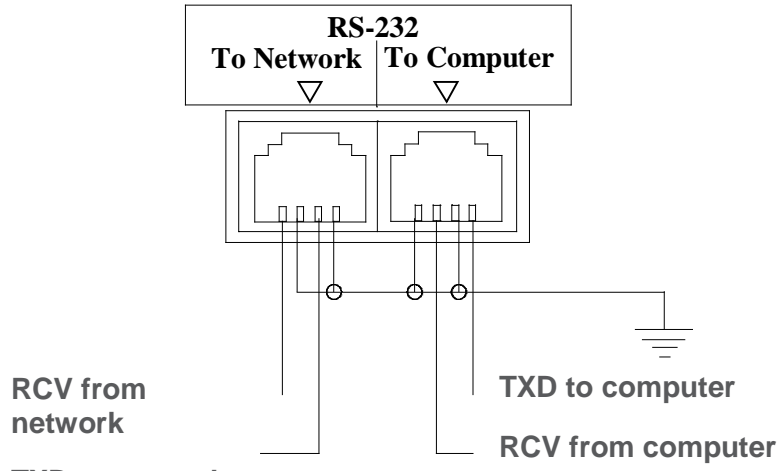 RS-232
To Network To Computer
RCV from
network
TXD to computer
RCV from computer